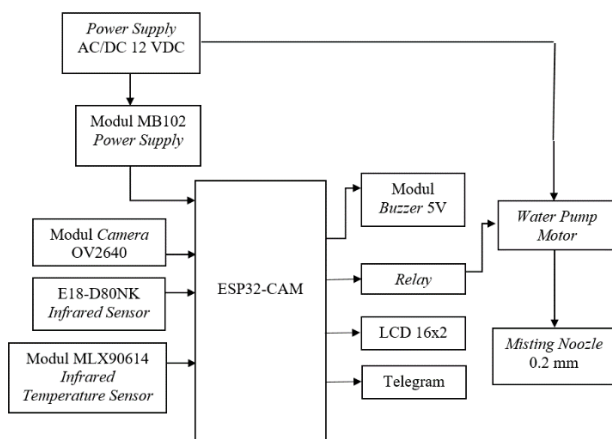 Power Supply
AC/DC 12 VDC
Modul MB102
Power Supply
Modul Camera
OV2640
E18-D80NK
Infrared Sensor
Modul MLX90614
Infrared
Temperature Sensor
ESP32-CAM
Modul
Buzzer 5V
Relay
LCD 16x2
Telegram
Water Pump
Motor
Misting Noozle
0.2 mm